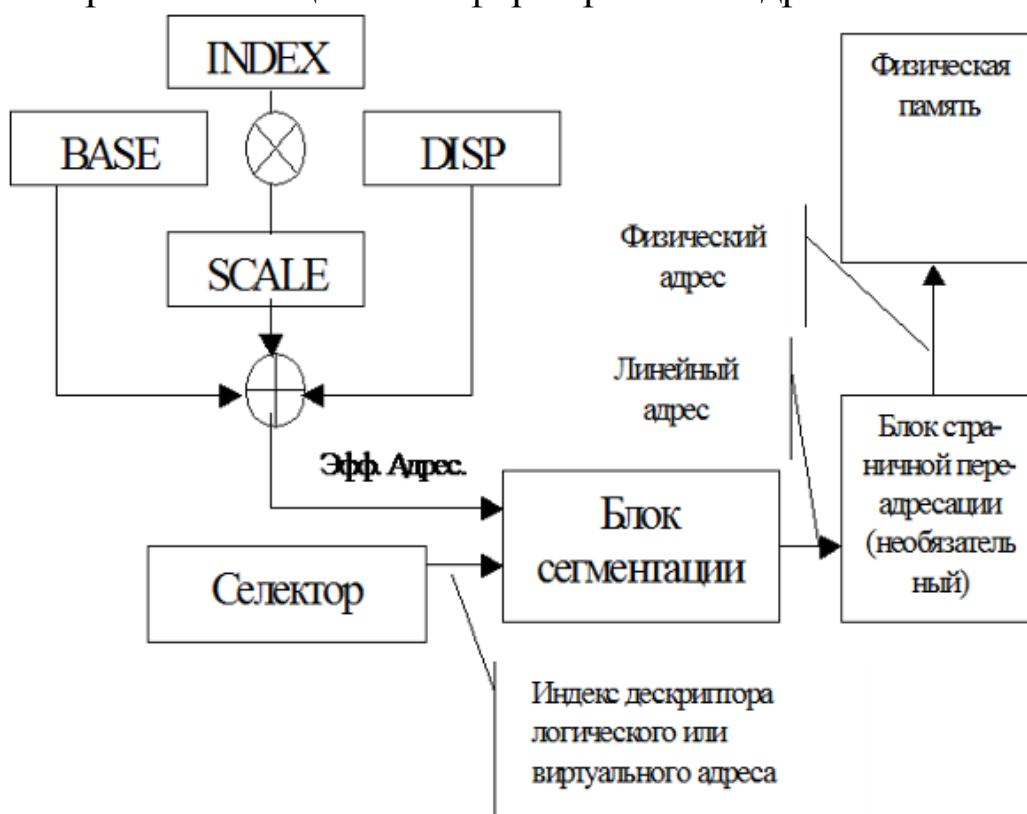 INDEX
BASE
DISP
SCALE
Физическая
память
Физический
адрес
Линейный
адрес
Эфф. Адрес.
Блок
сегментации
Блок стра-
ничной пере-
адресации
(необязатель
ный)
Селектор
Индекс дескриптора
логического или
виртуального адреса